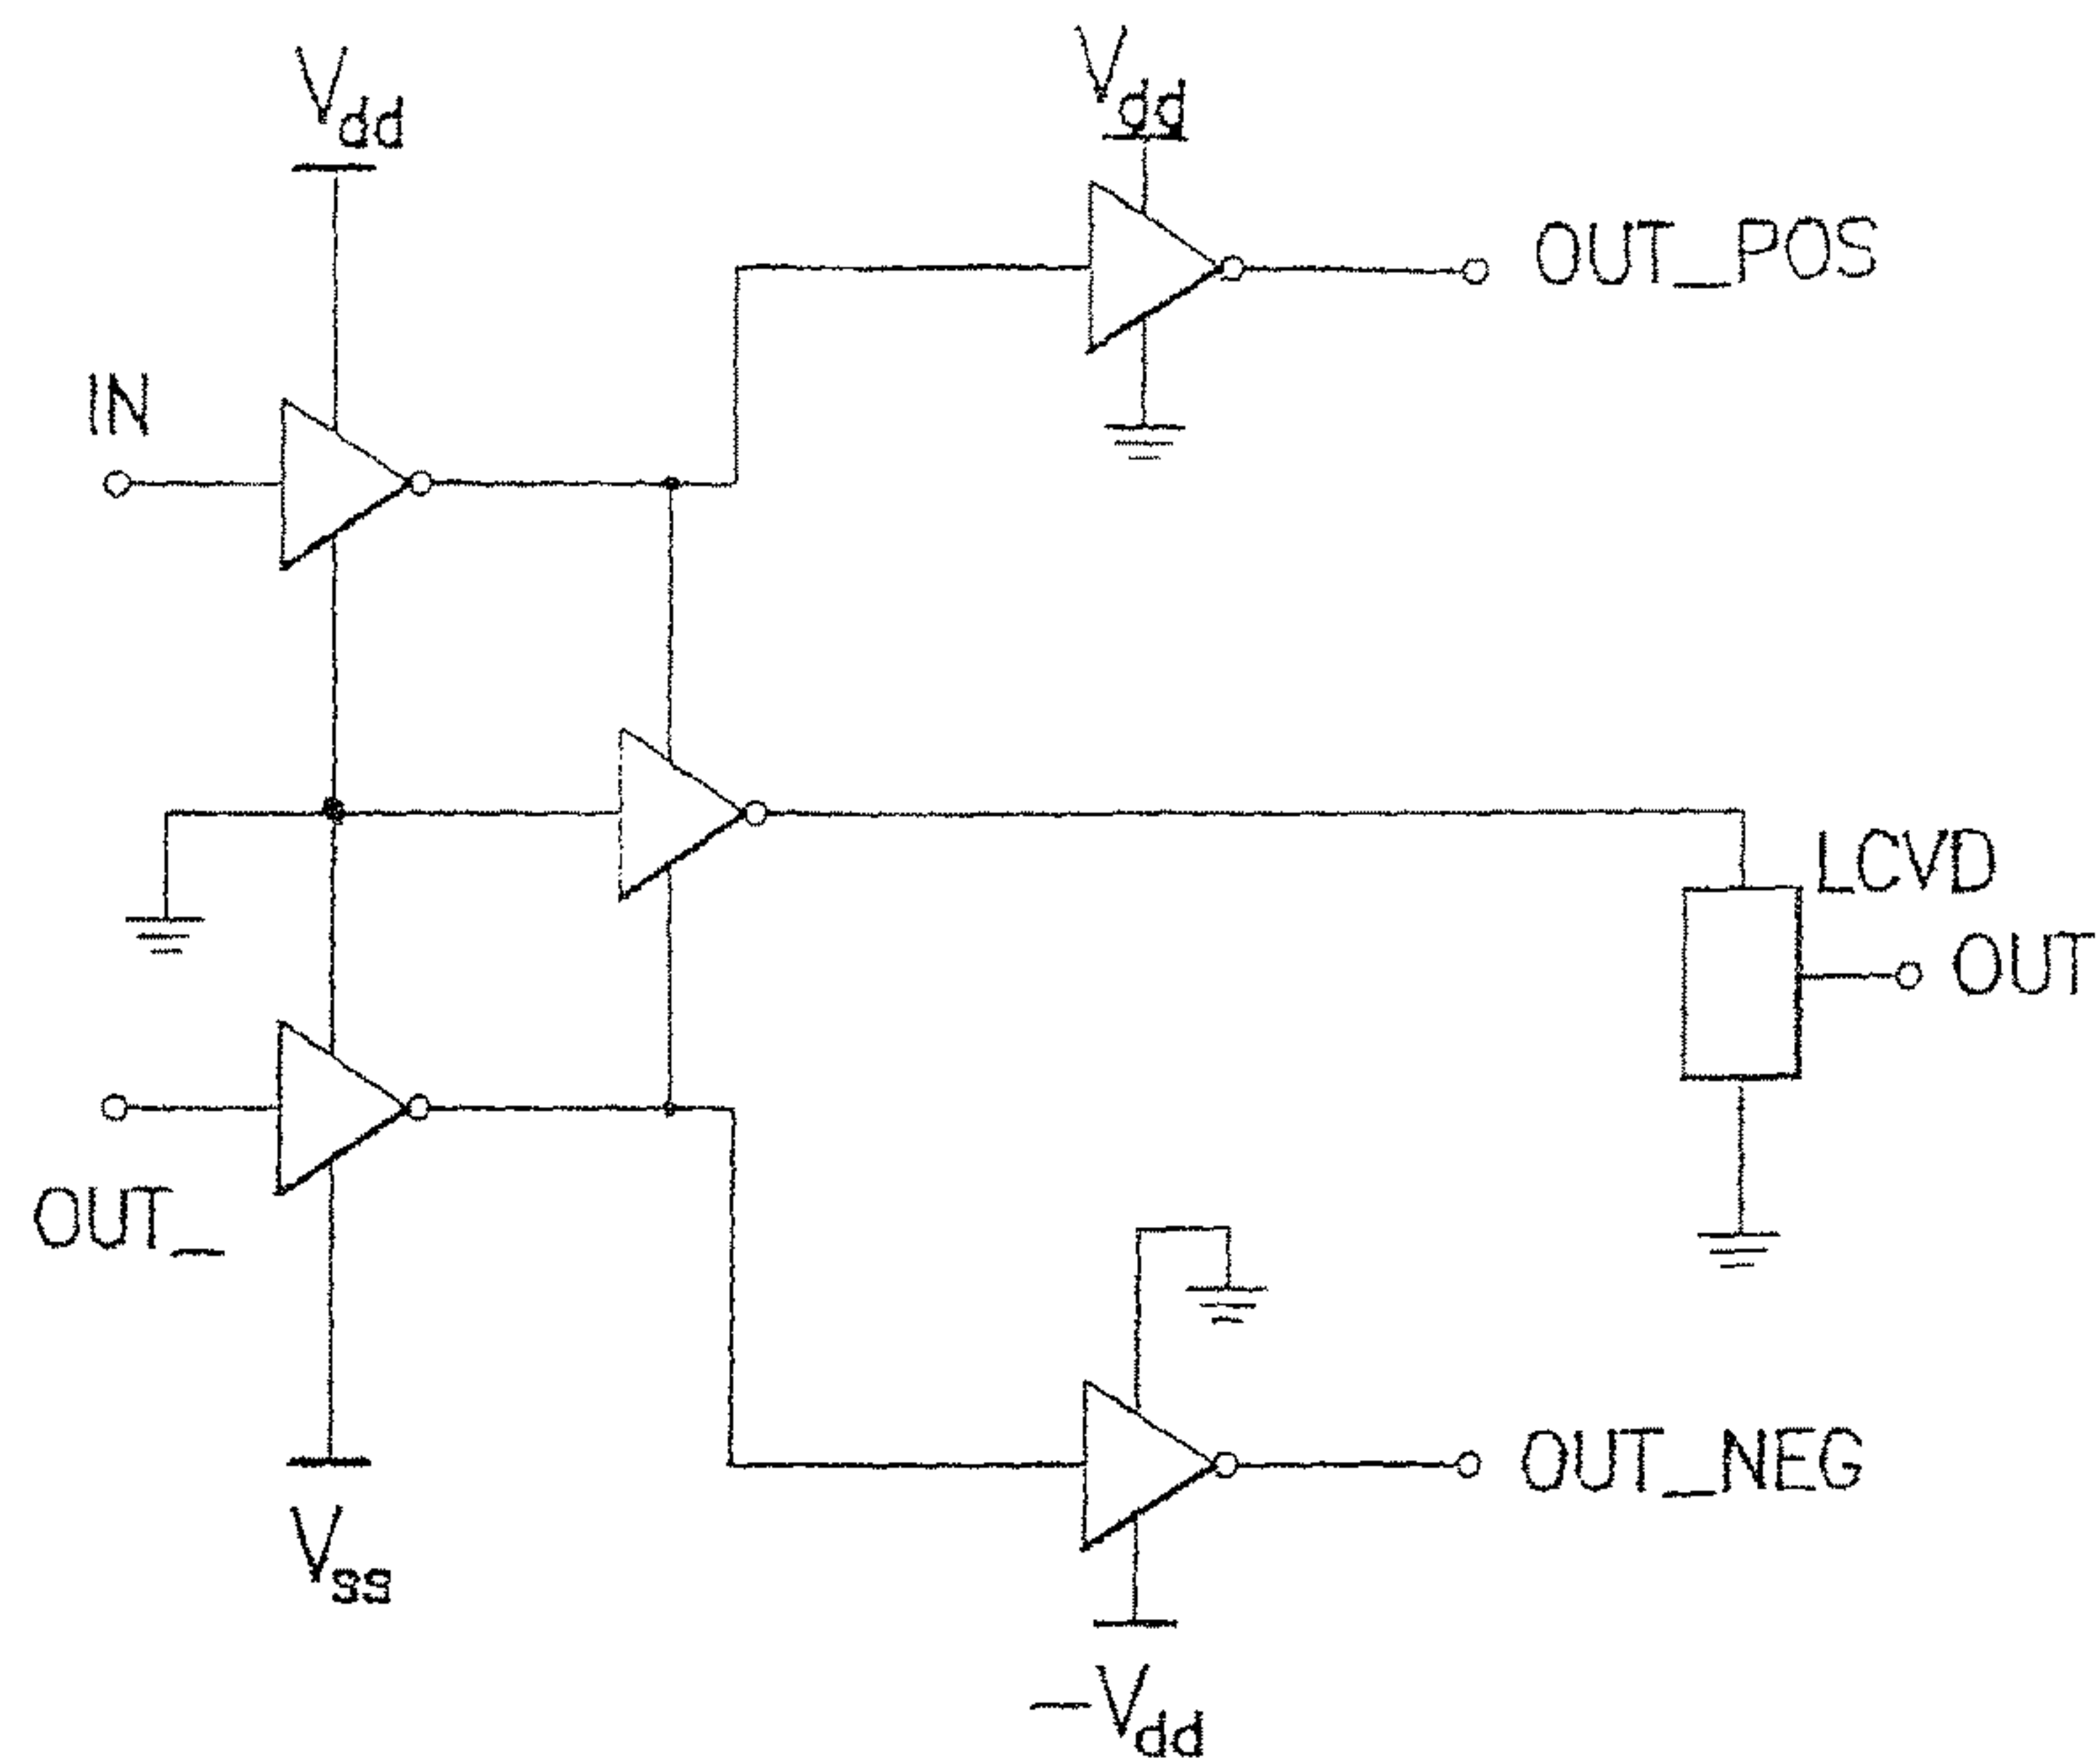 Vdd
Vdd
OUT_POS
IN
LCVD
OUT
OUT_
OUT_NEG
Vss
-Vdd